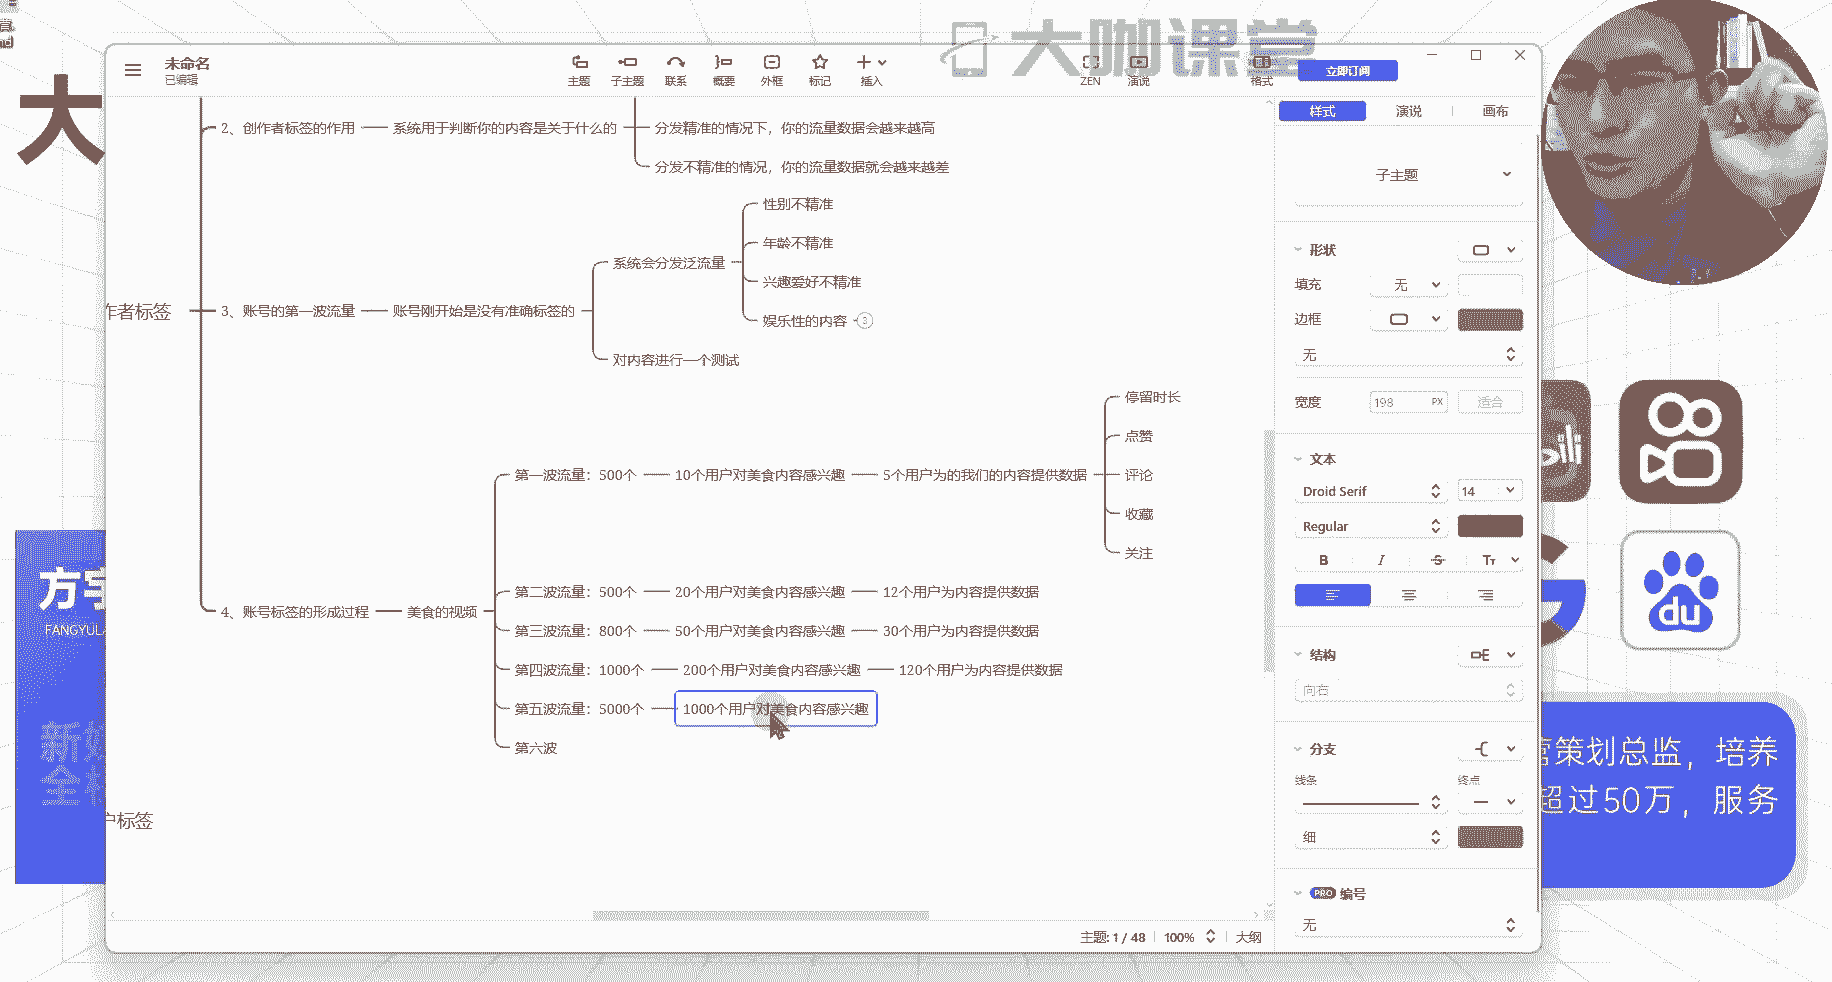 大咖课堂
大
未命名
已编辑
主题
子主题
联系
概要
外框
标记
插入
ZEN
演说
格式
立即订阅
样式
演说
画布
2、创作者标签的作用
系统用于判断你的内容是关于什么的
分发精准的情况下，你的流量数据会越来越高
分发不精准的情况，你的流量数据就会越来越差
作者标签
3、账号的第一波流量
账号刚开始是没有准确标签的
系统会分发泛流量
性别不精准
年龄不精准
兴趣爱好不精准
娱乐性的内容
3
对内容进行一个测试
4、账号标签的形成过程
美食的视频
第一波流量：500个
10个用户对美食内容感兴趣
5个用户为的我们的内容提供数据
停留时长
点赞
评论
收藏
关注
第二波流量：500个
20个用户对美食内容感兴趣
12个用户为内容提供数据
第三波流量：800个
50个用户对美食内容感兴趣
30个用户为内容提供数据
第四波流量：1000个
200个用户对美食内容感兴趣
120个用户为内容提供数据
第五波流量：5000个
1000个用户对美食内容感兴趣
第六波
户标签
子主题
形状
填充
无
边框
无
宽度
198
PX
适合
文本
Droid Serif
14
Regular
B
I
S
Tт
结构
向右
分支
线条
终点
细
PRO
编号
无
主题: 1 / 48
100%
大纲
方宇
FANGYU
新媒
全栈
du
营策划总监，培养
超过50万，服务